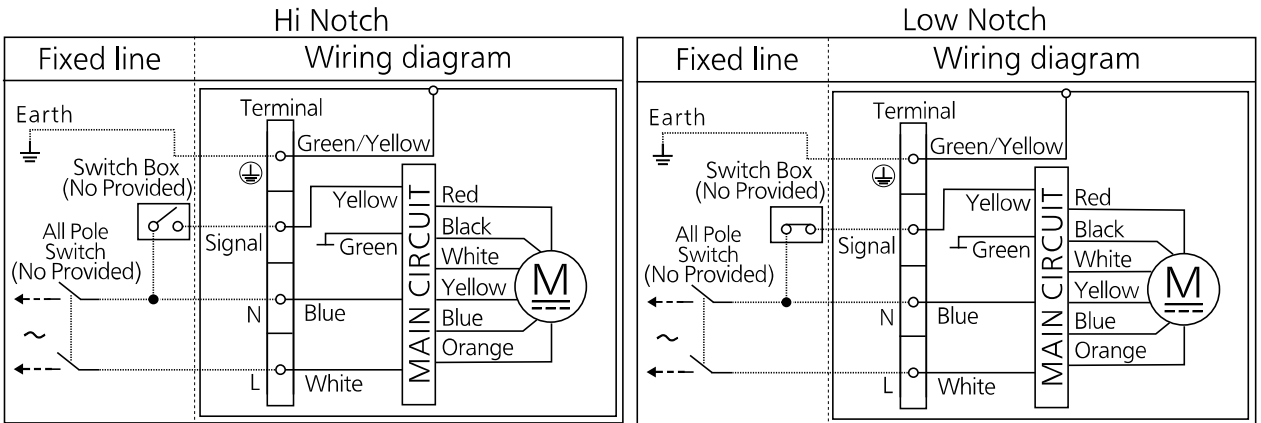 Hi Notch
Fixed line
Wiring diagram
Earth
Terminal
Green/Yellow
Switch Box
(No Provided)
Yellow
Red
Black
All Pole
Switch
(No Provided)
Signal
Green
White
Yellow
M
MAIN CIRCUIT
N
Blue
Blue
Orange
L
White
Low Notch
Fixed line
Wiring diagram
Earth
Terminal
Green/Yellow
Switch Box
(No Provided)
Yellow
Red
Black
All Pole
Switch
(No Provided)
Signal
Green
White
Yellow
M
MAIN CIRCUIT
N
Blue
Blue
Orange
L
White